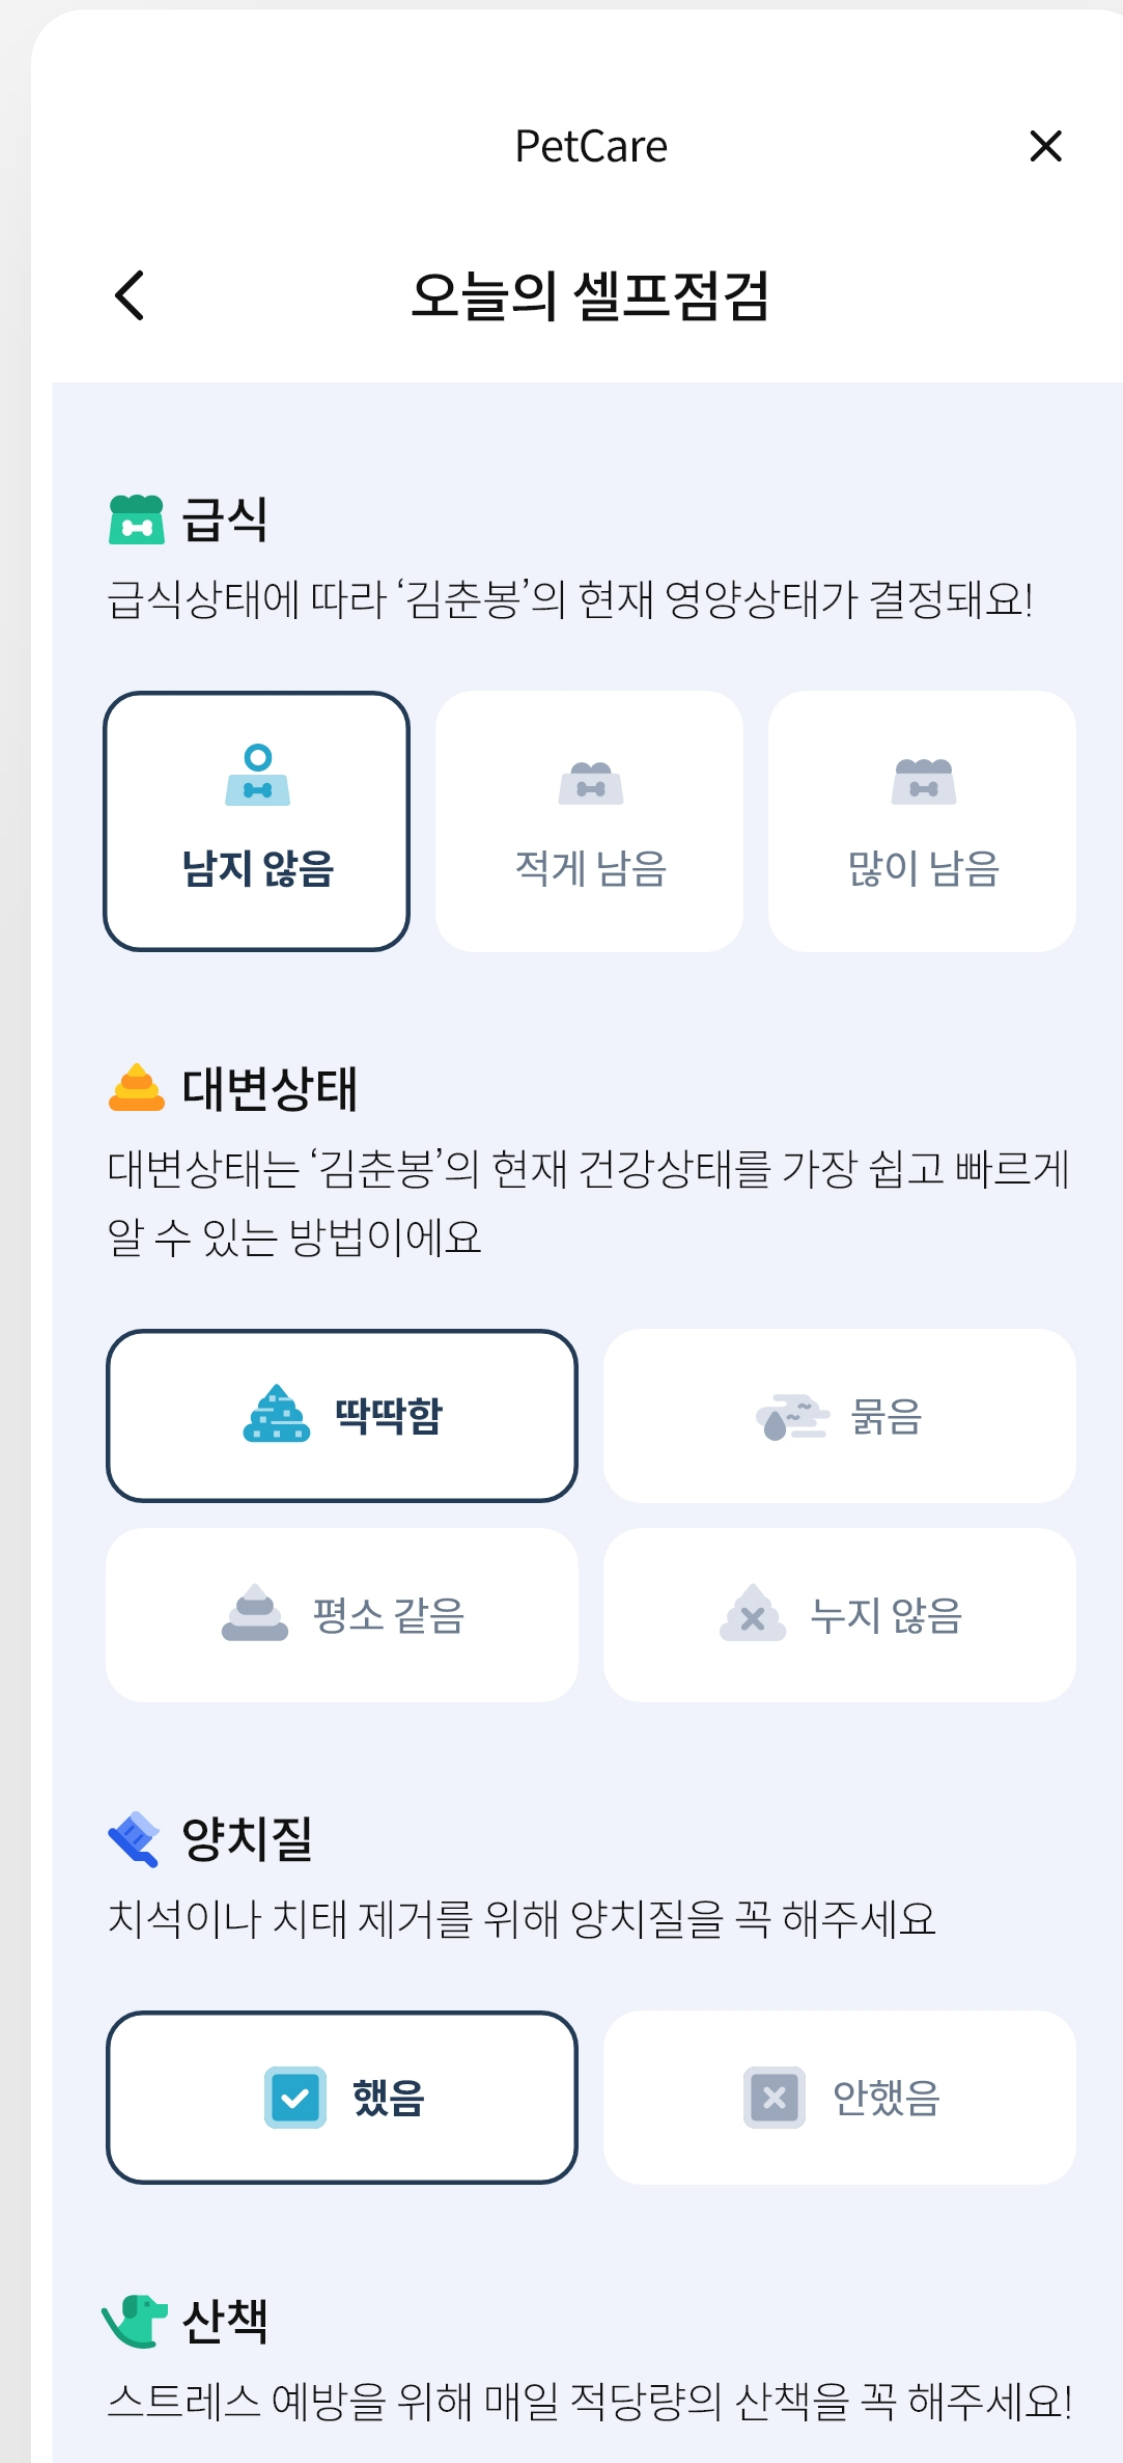 PetCare
오늘의 셀프점검
급식
급식상태에 따라 ‘김춘봉’의 현재 영양상태가 결정돼요!
남지 않음
적게 남음
많이 남음
대변상태
대변상태는 ‘김춘봉’의 현재 건강상태를 가장 쉽고 빠르게
알 수 있는 방법이에요
딱딱함
묽음
평소 같음
누지 않음
양치질
치석이나 치태 제거를 위해 양치질을 꼭 해주세요
했음
안했음
산책
스트레스 예방을 위해 매일 적당량의 산책을 꼭 해주세요!